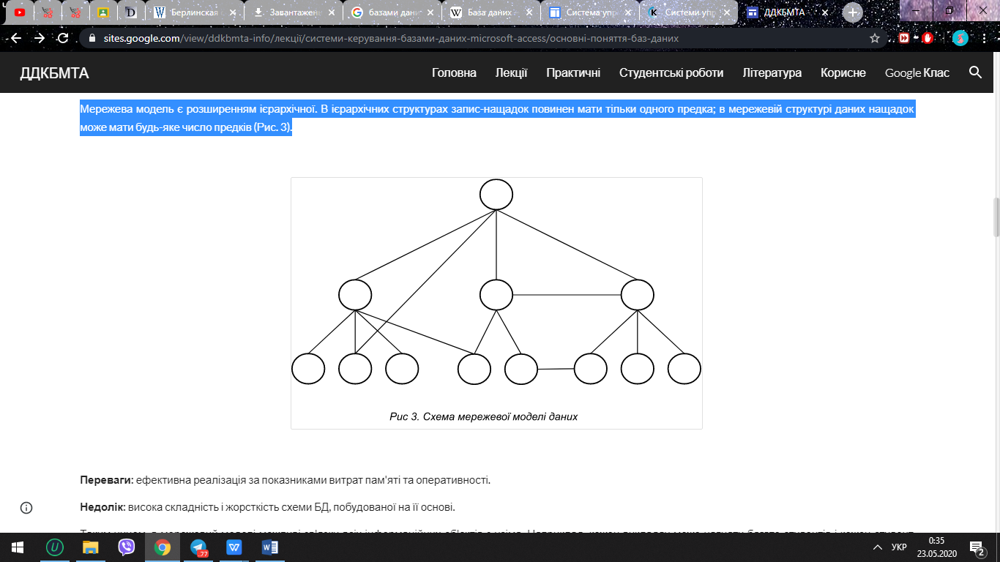 Берлинская
Завантажен
базами дани
База даних
Система упр
Системи упр
ДДКБМТА
sites.google.com/view/ddkbmta-info/лекції/системи-керування-базами-даних-microsoft-access/основні-поняття-баз-даних
ДДКБМТА
Головна Лекції Практичні Студентські роботи Література Корисне Google Клас
Мережева модель є розширенням ієрархічної. В ієрархічних структурах запис-нащадок повинен мати тільки одного предка; в мережевій структурі даних нащадок
може мати будь-яке число предків (Рис. 3).
Рис 3. Схема мережевої моделі даних
Переваги: ефективна реалізація за показниками витрат пам'яті та оперативності.
Недолік: висока складність і жорсткість схеми БД, побудованої на її основі.
77
УКР
0:35
23.05.2020
2